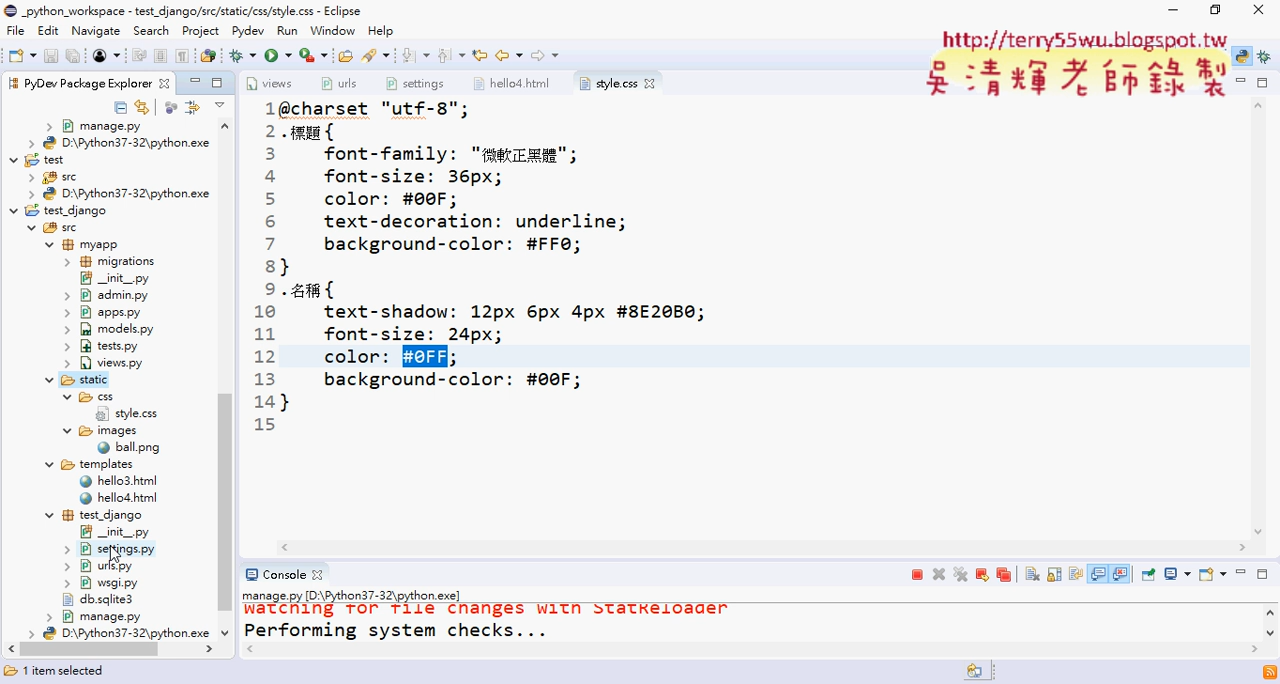 _python_workspace - test_django/src/static/css/style.css - Eclipse
File Edit Navigate Search Project Pydev Run Window Help
http://terry55wu.blogspot.tw
吳清輝老師錄製
PyDev Package Explorer
views urls settings hello4.html style.css
manage.py
D:\Python37-32\python.exe
test
src
D:\Python37-32\python.exe
test_django
src
myapp
migrations
__init__.py
admin.py
apps.py
models.py
tests.py
views.py
static
css
style.css
images
ball.png
templates
hello3.html
hello4.html
test_django
__init__.py
settings.py
urls.py
wsgi.py
db.sqlite3
manage.py
D:\Python37-32\python.exe
1 @charset "utf-8";
2 .標題{
3 font-family: "微軟正黑體";
4 font-size: 36px;
5 color: #00F;
6 text-decoration: underline;
7 background-color: #FF0;
8 }
9 .名稱{
10 text-shadow: 12px 6px 4px #8E20B0;
11 font-size: 24px;
12 color: #0FF;
13 background-color: #00F;
14 }
15
Console
manage.py [D:\Python37-32\python.exe]
Watching for file changes with StatReloader
Performing system checks...
1 item selected